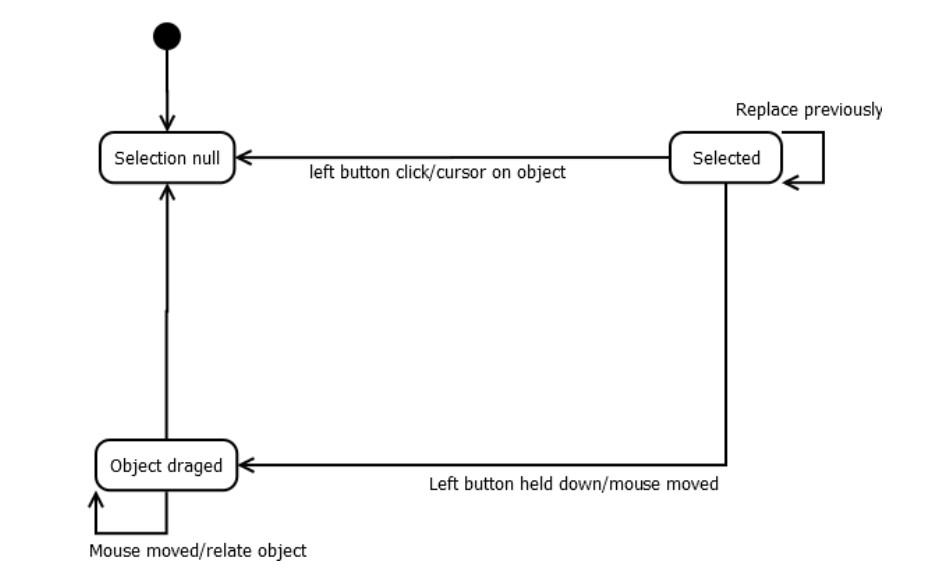 Replace previously
Selection null
Selected
left button click/cursor on object
Object draged
Left button held down/mouse moved
Mouse moved/relate object